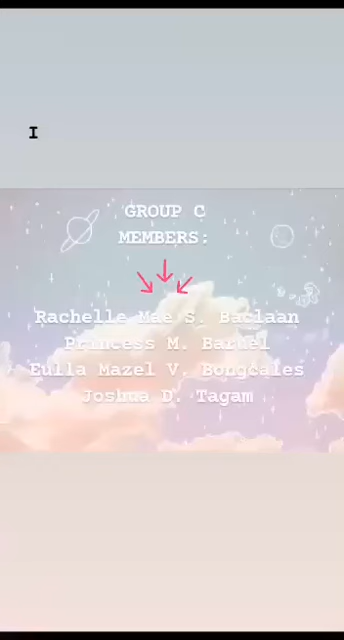 I
GROUP C
MEMBERS:
Rachelle Mae S. Baclaan
Princess M. Bartel
Eulla Mazel V. Bongcales
Joshua D. Tagam